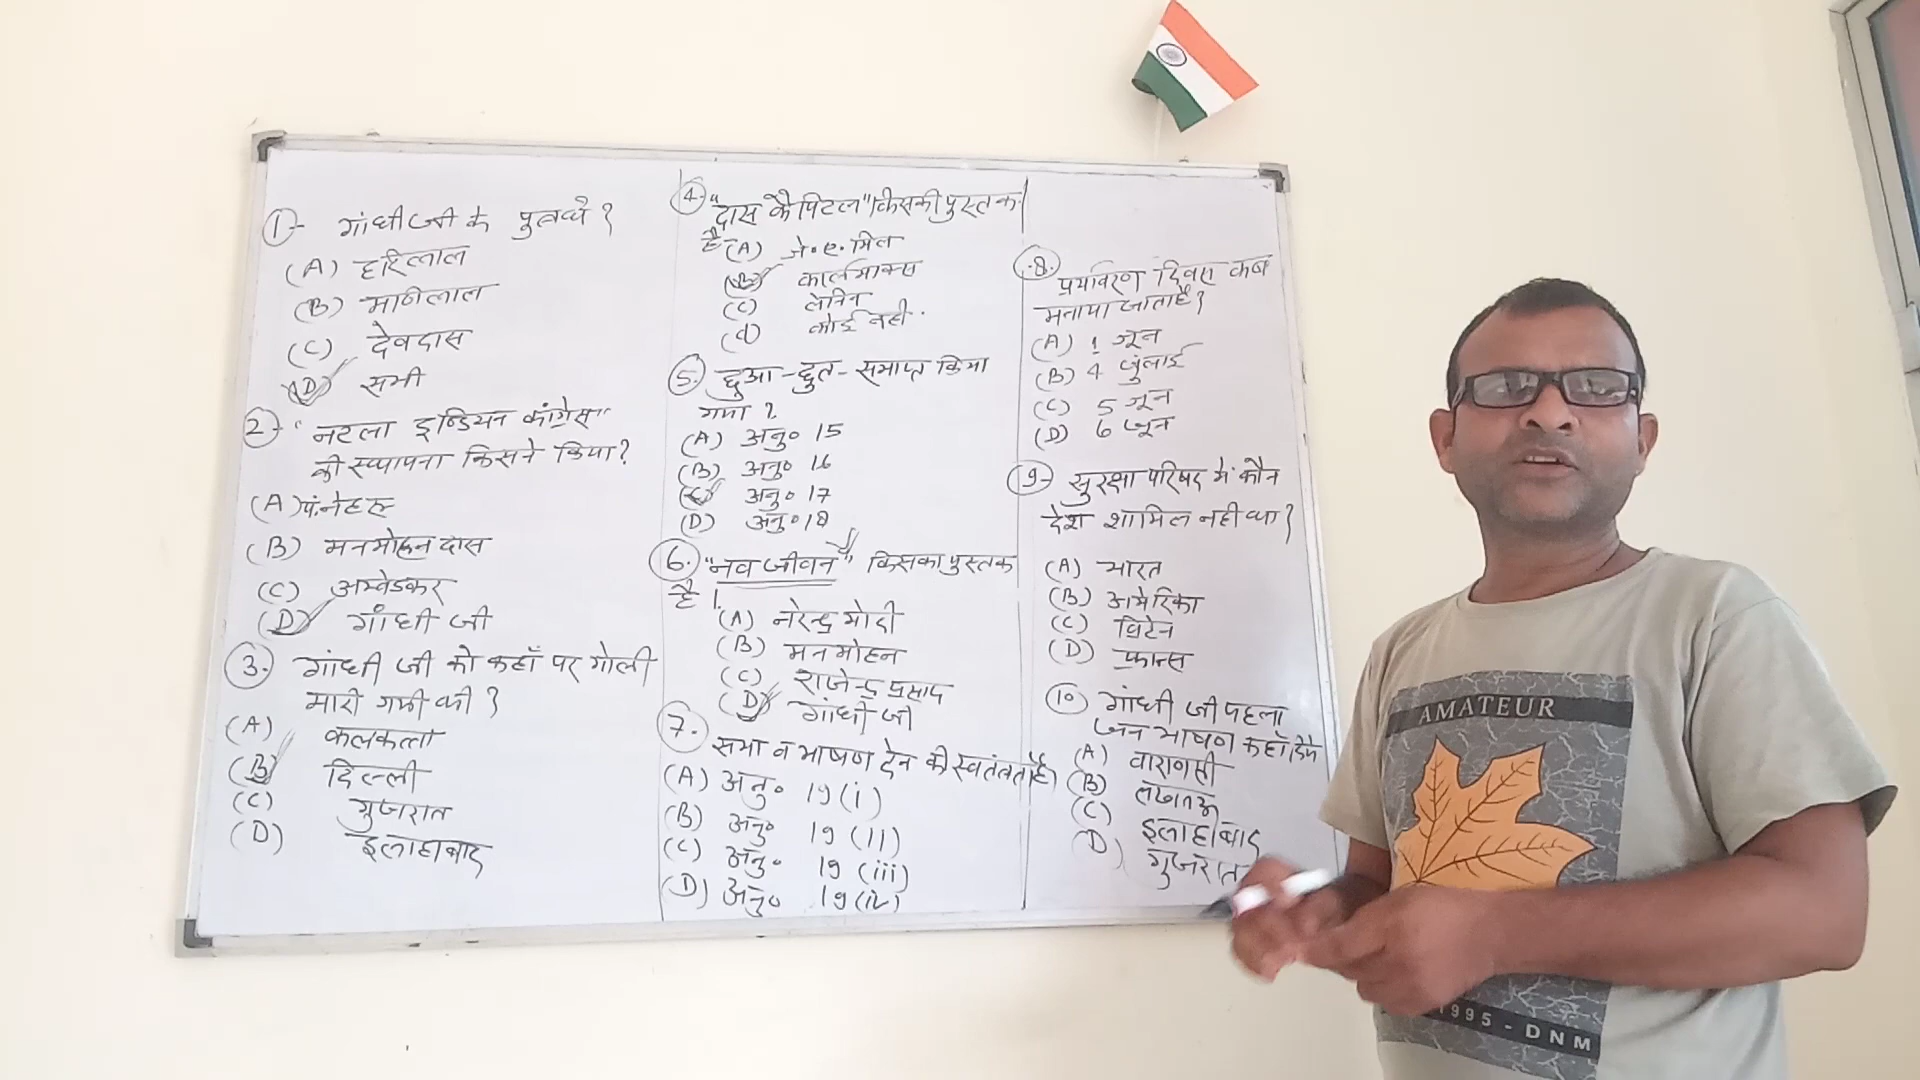 1- गांधी जी के पुत्र थे ?
(A) हरिलाल
(B) मणिलाल
(C) देवदास
(D) सभी
2- "नटला इण्डियन कांग्रेस"
की स्थापना किसने किया ?
(A) पं. नेहरू
(B) मनमोहन दास
(C) अम्बेडकर
(D) गांधी जी
3. गांधी जी को कहाँ पर गोली
मारी गयी थी ?
(A) कलकत्ता
(B) दिल्ली
(C) गुजरात
(D) इलाहाबाद
4- "दास कैपिटल" किसकी पुस्तक
है (A) जे. ए. मिल
(B) कार्लमार्क्स
(C) लेनिन
(d) कोई नही.
5. छुआ-छुत-समाप्त किया
गया ?
(A) अनु० 15
(B) अनु० 16
(C) अनु० 17
(D) अनु० 18
6. "नव जीवन" किसका पुस्तक
है ।
(A) नरेन्द्र मोदी
(B) मनमोहन
(C) राजेन्द्र प्रसाद
(D) गांधी जी
7. सभा व भाषण देन की स्वतंत्रता है
(A) अनु० 19 (i)
(B) अनु० 19 (II)
(C) अनु० 19 (iii)
(D) अनु० 19 (iv)
8. पर्यावरण दिवस कब
मनाया जाता है ?
(A) 1 जून
(B) 4 जुलाई
(C) 5 जून
(D) 6 जून
9- सुरक्षा परिषद में कौन
देश शामिल नही था ?
(A) भारत
(B) अमेरिका
(C) ब्रिटेन
(D) फ्रान्स
10 गांधी जी पहला
जन भाषण कहाँ दिये
(A) वाराणसी
(B) लखनऊ
(C) इलाहाबाद
(D) गुजरात
AMATEUR
1995 - DNM